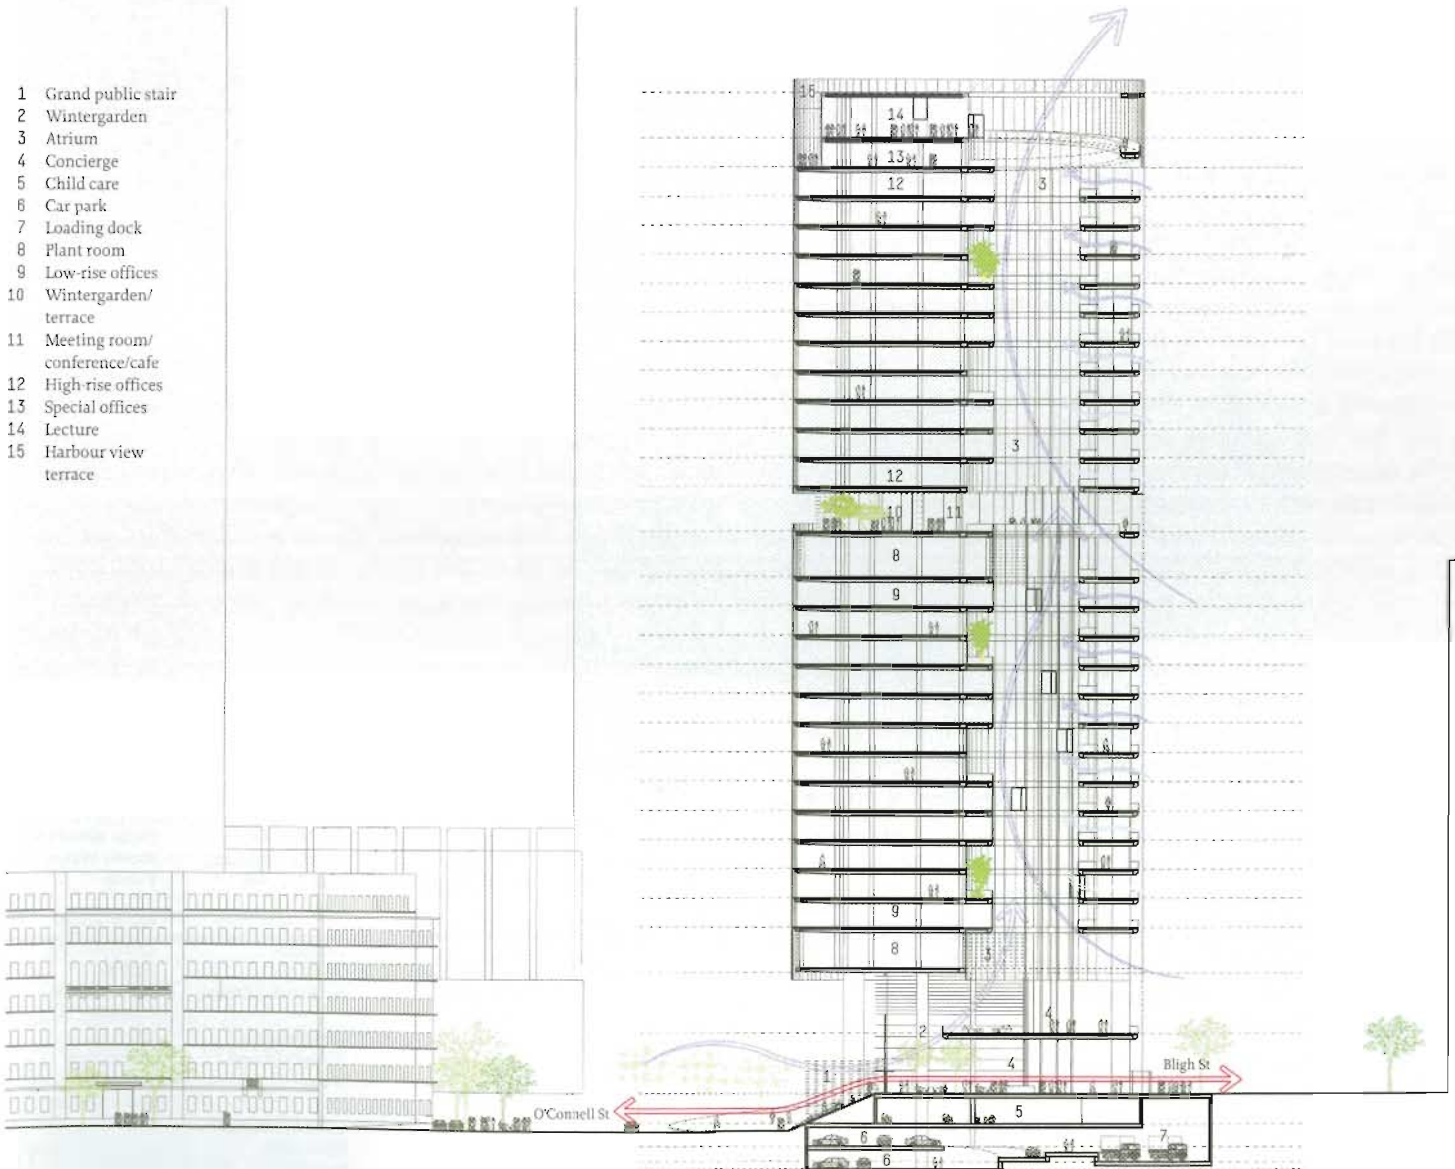 1 Grand public stair
2 Wintergarden
3 Atrium
4 Concierge
5 Child care
6 Car park
7 Loading dock
8 Plant room
9 Low-rise offices
10 Wintergarden/
terrace
11 Meeting room/
conference/cafe
12 High-rise offices
13 Special offices
14 Lecture
15 Harbour view
terrace
15
14
13
12
3
3
12
10 11
8
9
9
8
3
4
2
4
Bligh St
1
O'Connell St
5
6
7
6